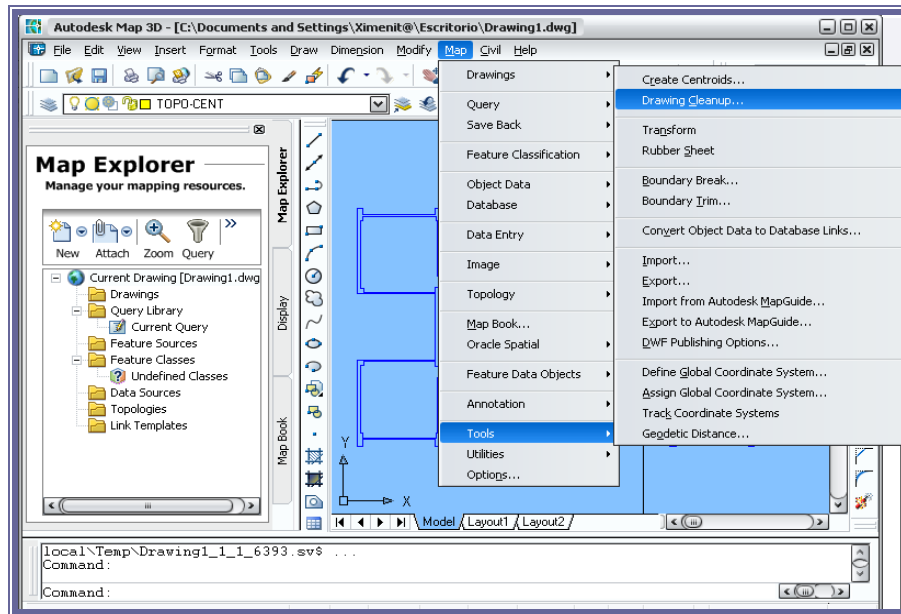 Autodesk Map 3D - [C:\Documents and Settings\Ximenit@\Escritorio\Drawing1.dwg]
File Edit View Insert Format Tools Draw Dimension Modify Map Civil Help
TOPO-CENT
Map Explorer
Manage your mapping resources.
New Attach Zoom Query
Current Drawing [Drawing1.dwg
Drawings
Query Library
Current Query
Feature Sources
Feature Classes
Undefined Classes
Data Sources
Topologies
Link Templates
Map Explorer
Display
Map Book
Drawings
Query
Save Back
Feature Classification
Object Data
Database
Data Entry
Image
Topology
Map Book...
Oracle Spatial
Feature Data Objects
Annotation
Tools
Utilities
Options...
Create Centroids...
Drawing Cleanup...
Transform
Rubber Sheet
Boundary Break...
Boundary Trim...
Convert Object Data to Database Links...
Import...
Export...
Import from Autodesk MapGuide...
Export to Autodesk MapGuide...
DWF Publishing Options...
Define Global Coordinate System...
Assign Global Coordinate System...
Track Coordinate Systems
Geodetic Distance...
Y
X
Model Layout1 Layout2
local\Temp\Drawing1_1_1_6393.sv$ ...
Command:
Command: